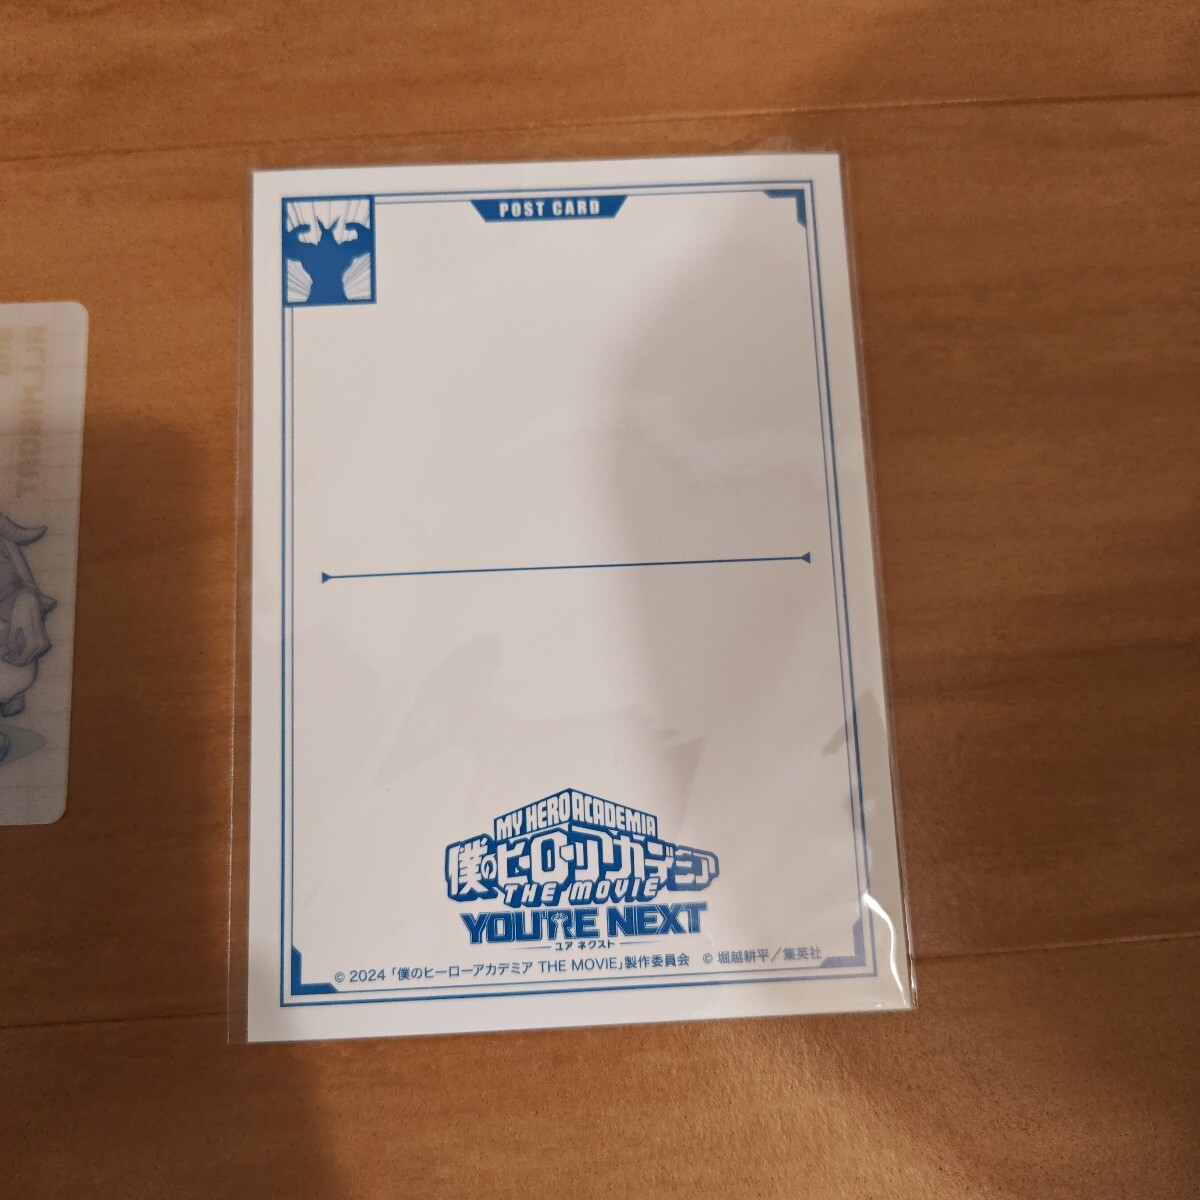 POST CARD
ALL MIGHT
MY HERO ACADEMIA
僕のヒーローアカデミア
THE MOVIE
YOU'RE NEXT
ユア ネクスト
© 2024「僕のヒーローアカデミア THE MOVIE」製作委員会 © 堀越耕平／集英社